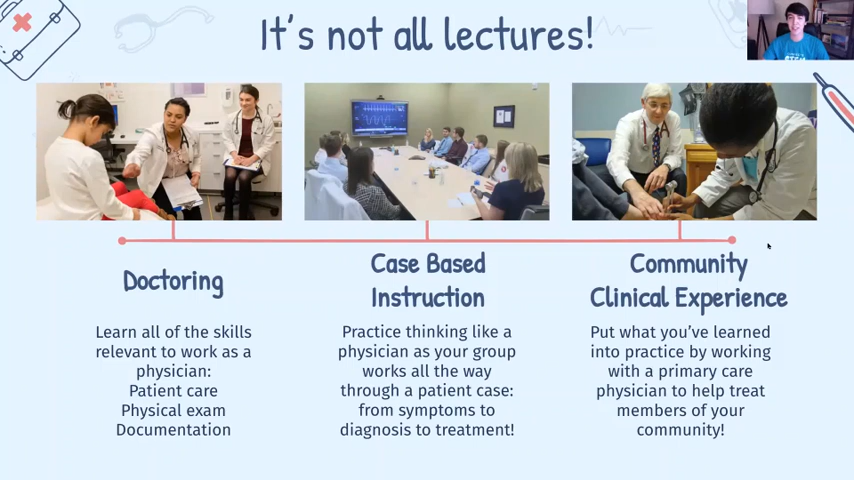 It's not all lectures!
Doctoring
Learn all of the skills
relevant to work as a
physician:
Patient care
Physical exam
Documentation
Case Based
Instruction
Practice thinking like a
physician as your group
works all the way
through a patient case:
from symptoms to
diagnosis to treatment!
Community
Clinical Experience
Put what you've learned
into practice by working
with a primary care
physician to help treat
members of your
community!